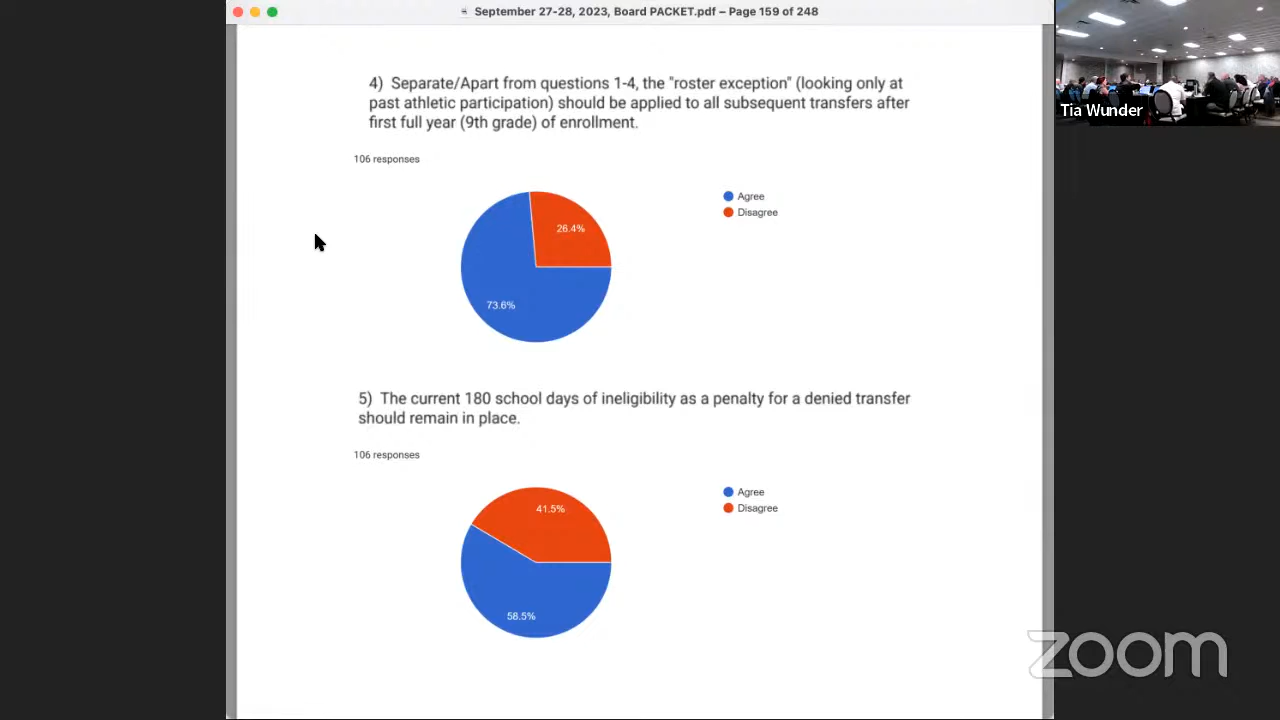 September 27-28, 2023, Board PACKET.pdf – Page 159 of 248
Tia Wunder
4) Separate/Apart from questions 1-4, the "roster exception" (looking only at
past athletic participation) should be applied to all subsequent transfers after
first full year (9th grade) of enrollment.
106 responses
Agree
Disagree
26.4%
73.6%
5) The current 180 school days of ineligibility as a penalty for a denied transfer
should remain in place.
106 responses
Agree
Disagree
41.5%
58.5%
zoom